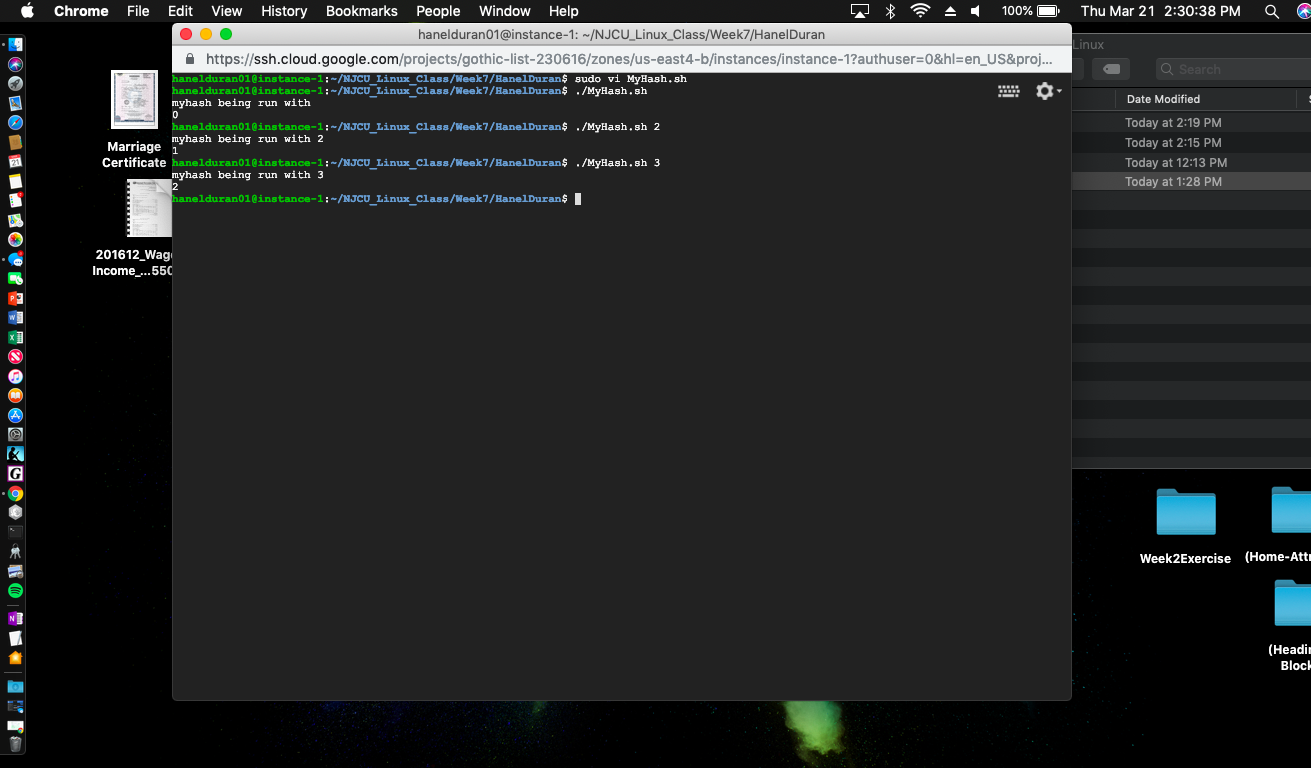 Chrome File Edit View History Bookmarks People Window Help 100% Thu Mar 21 2:30:38 PM
hanelduran01@instance-1: ~/NJCU_Linux_Class/Week7/HanelDuran
https://ssh.cloud.google.com/projects/gothic-list-230616/zones/us-east4-b/instances/instance-1?authuser=0&hl=en_US&proj...
hanelduran01@instance-1:~/NJCU_Linux_Class/Week7/HanelDuran$ sudo vi MyHash.sh
hanelduran01@instance-1:~/NJCU_Linux_Class/Week7/HanelDuran$ ./MyHash.sh
myhash being run with
0
hanelduran01@instance-1:~/NJCU_Linux_Class/Week7/HanelDuran$ ./MyHash.sh 2
myhash being run with 2
1
hanelduran01@instance-1:~/NJCU_Linux_Class/Week7/HanelDuran$ ./MyHash.sh 3
myhash being run with 3
2
hanelduran01@instance-1:~/NJCU_Linux_Class/Week7/HanelDuran$
Marriage
Certificate
201612_Wage
Income_...550
Linux
Search
Date Modified
Today at 2:19 PM
Today at 2:15 PM
Today at 12:13 PM
Today at 1:28 PM
Week2Exercise
(Home-Attr
(Headin
Block